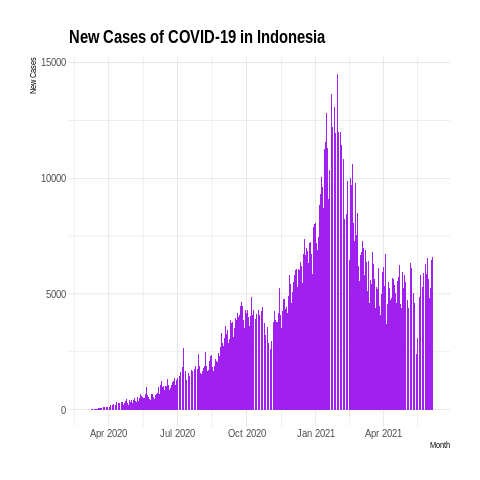 New Cases of COVID-19 in Indonesia
New Cases
15000
10000
5000
0
Apr 2020 Jul 2020 Oct 2020 Jan 2021 Apr 2021
Month